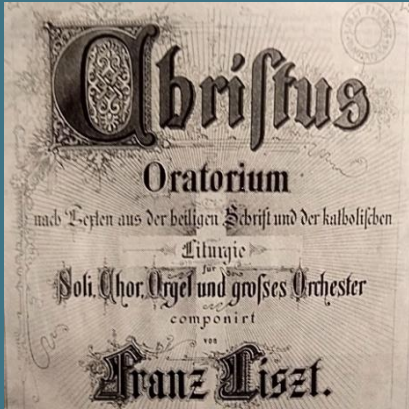 Christus
Oratorium
nach Texten aus der heiligen Schrift und der katholischen
Liturgie
für
Soli, Chor, Orgel und großes Orchester
componirt
von
Franz Liszt.